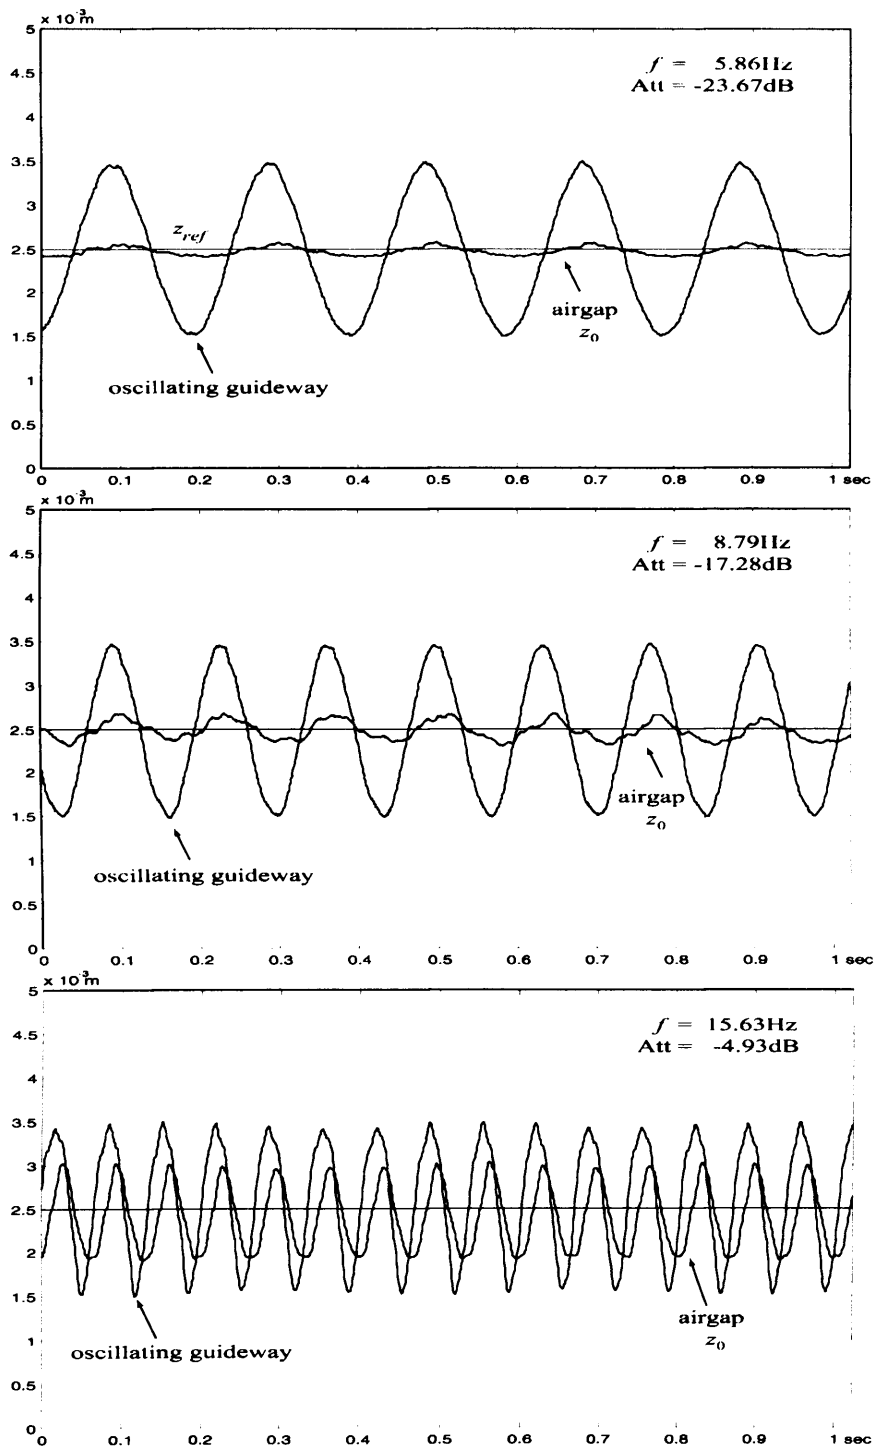 x 10-3 m
5
4.5
4
3.5
3
2.5
2
1.5
1
0.5
0
f = 5.86Hz
Att = -23.67dB
zref
airgap
z0
oscillating guideway
0 0.1 0.2 0.3 0.4 0.5 0.6 0.7 0.8 0.9 1 sec
x 10-3 m
5
4.5
4
3.5
3
2.5
2
1.5
1
0.5
0
f = 8.79Hz
Att = -17.28dB
airgap
z0
oscillating guideway
0 0.1 0.2 0.3 0.4 0.5 0.6 0.7 0.8 0.9 1 sec
x 10-3 m
5
4.5
4
3.5
3
2.5
2
1.5
1
0.5
0
f = 15.63Hz
Att = -4.93dB
airgap
z0
oscillating guideway
0 0.1 0.2 0.3 0.4 0.5 0.6 0.7 0.8 0.9 1 sec